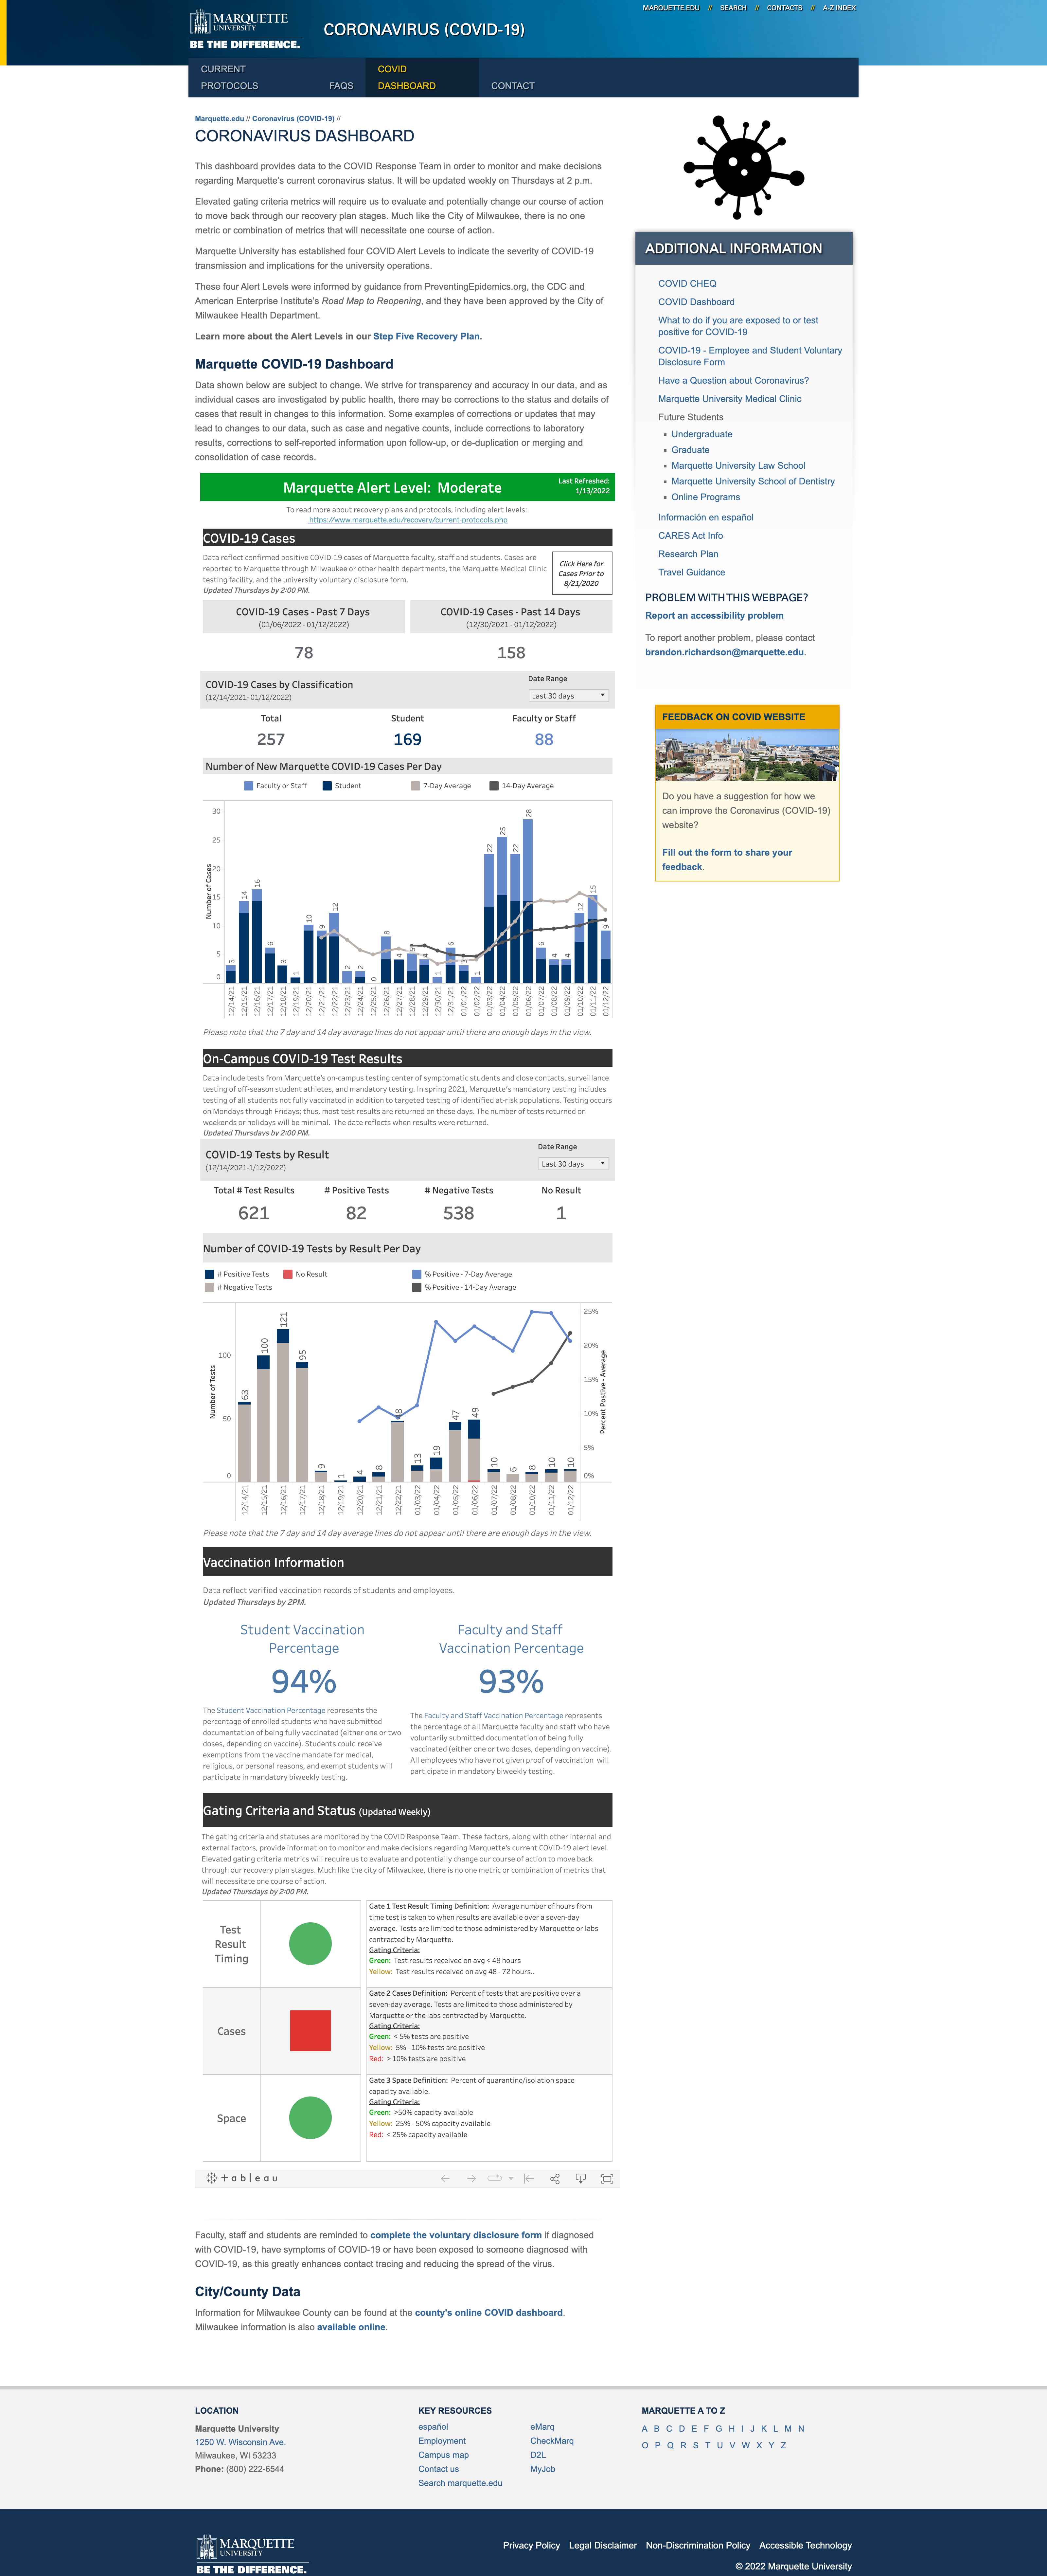 MARQUETTE.EDU // SEARCH // CONTACTS // A-Z INDEX
MARQUETTE
UNIVERSITY
BE THE DIFFERENCE.
CORONAVIRUS (COVID-19)
CURRENT PROTOCOLS
FAQS
COVID DASHBOARD
CONTACT
Marquette.edu // Coronavirus (COVID-19) //
CORONAVIRUS DASHBOARD
This dashboard provides data to the COVID Response Team in order to monitor and make decisions
regarding Marquette's current coronavirus status. It will be updated weekly on Thursdays at 2 p.m.
Elevated gating criteria metrics will require us to evaluate and potentially change our course of action
to move back through our recovery plan stages. Much like the City of Milwaukee, there is no one
metric or combination of metrics that will necessitate one course of action.
Marquette University has established four COVID Alert Levels to indicate the severity of COVID-19
transmission and implications for the university operations.
These four Alert Levels were informed by guidance from PreventingEpidemics.org, the CDC and
American Enterprise Institute's Road Map to Reopening, and they have been approved by the City of
Milwaukee Health Department.
Learn more about the Alert Levels in our Step Five Recovery Plan.
Marquette COVID-19 Dashboard
Data shown below are subject to change. We strive for transparency and accuracy in our data, and as
individual cases are investigated by public health, there may be corrections to the status and details of
cases that result in changes to this information. Some examples of corrections or updates that may
lead to changes to our data, such as case and negative counts, include corrections to laboratory
results, corrections to self-reported information upon follow-up, or de-duplication or merging and
consolidation of case records.
Marquette Alert Level: Moderate
Last Refreshed:
1/13/2022
To read more about recovery plans and protocols, including alert levels:
https://www.marquette.edu/recovery/current-protocols.php
COVID-19 Cases
Data reflect confirmed positive COVID-19 cases of Marquette faculty, staff and students. Cases are
reported to Marquette through Milwaukee or other health departments, the Marquette Medical Clinic
testing facility, and the university voluntary disclosure form.
Updated Thursdays by 2:00 PM.
Click Here for
Cases Prior to
8/21/2020
COVID-19 Cases - Past 7 Days
(01/06/2022 - 01/12/2022)
COVID-19 Cases - Past 14 Days
(12/30/2021 - 01/12/2022)
78
158
COVID-19 Cases by Classification
(12/14/2021- 01/12/2022)
Date Range
Last 30 days
Total
Student
Faculty or Staff
257
169
88
Number of New Marquette COVID-19 Cases Per Day
Faculty or Staff
Student
7-Day Average
14-Day Average
Number of Cases
30
25
20
15
10
5
0
3
14
16
6
3
1
10
9
12
2
2
0
8
4
5
4
1
6
3
1
22
25
22
28
6
4
4
12
15
9
12/14/21
12/15/21
12/16/21
12/17/21
12/18/21
12/19/21
12/20/21
12/21/21
12/22/21
12/23/21
12/24/21
12/25/21
12/26/21
12/27/21
12/28/21
12/29/21
12/30/21
12/31/21
01/01/22
01/02/22
01/03/22
01/04/22
01/05/22
01/06/22
01/07/22
01/08/22
01/09/22
01/10/22
01/11/22
01/12/22
Please note that the 7 day and 14 day average lines do not appear until there are enough days in the view.
On-Campus COVID-19 Test Results
Data include tests from Marquette's on-campus testing center of symptomatic students and close contacts, surveillance
testing of off-season student athletes, and mandatory testing. In spring 2021, Marquette's mandatory testing includes
testing of all students not fully vaccinated in addition to targeted testing of identified at-risk populations. Testing occurs
on Mondays through Fridays; thus, most test results are returned on these days. The number of tests returned on
weekends or holidays will be minimal. The date reflects when results were returned.
Updated Thursdays by 2:00 PM.
COVID-19 Tests by Result
(12/14/2021-1/12/2022)
Date Range
Last 30 days
Total # Test Results
# Positive Tests
# Negative Tests
No Result
621
82
538
1
Number of COVID-19 Tests by Result Per Day
# Positive Tests
No Result
# Negative Tests
% Positive - 7-Day Average
% Positive - 14-Day Average
Number of Tests
100
50
0
63
100
121
95
9
1
4
8
8
13
19
47
49
10
6
8
10
10
25%
20%
15%
10%
5%
0%
Percent Postive - Average
12/14/21
12/15/21
12/16/21
12/17/21
12/18/21
12/19/21
12/20/21
12/21/21
12/22/21
01/03/22
01/04/22
01/05/22
01/06/22
01/07/22
01/08/22
01/10/22
01/11/22
01/12/22
Please note that the 7 day and 14 day average lines do not appear until there are enough days in the view.
Vaccination Information
Data reflect verified vaccination records of students and employees.
Updated Thursdays by 2PM.
Student Vaccination
Percentage
94%
The Student Vaccination Percentage represents the
percentage of enrolled students who have submitted
documentation of being fully vaccinated (either one or two
doses, depending on vaccine). Students could receive
exemptions from the vaccine mandate for medical,
religious, or personal reasons, and exempt students will
participate in mandatory biweekly testing.
Faculty and Staff
Vaccination Percentage
93%
The Faculty and Staff Vaccination Percentage represents
the percentage of all Marquette faculty and staff who have
voluntarily submitted documentation of being fully
vaccinated (either one or two doses, depending on vaccine).
All employees who have not given proof of vaccination will
participate in mandatory biweekly testing.
Gating Criteria and Status (Updated Weekly)
The gating criteria and statuses are monitored by the COVID Response Team. These factors, along with other internal and
external factors, provide information to monitor and make decisions regarding Marquette's current COVID-19 alert level.
Elevated gating criteria metrics will require us to evaluate and potentially change our course of action to move back
through our recovery plan stages. Much like the city of Milwaukee, there is no one metric or combination of metrics that
will necessitate one course of action.
Updated Thursdays by 2:00 PM.
Test
Result
Timing
Gate 1 Test Result Timing Definition: Average number of hours from
time test is taken to when results are available over a seven-day
average. Tests are limited to those administered by Marquette or labs
contracted by Marquette.
Gating Criteria:
Green: Test results received on avg < 48 hours
Yellow: Test results received on avg 48 - 72 hours..
Cases
Gate 2 Cases Definition: Percent of tests that are positive over a
seven-day average. Tests are limited to those administered by
Marquette or the labs contracted by Marquette.
Gating Criteria:
Green: < 5% tests are positive
Yellow: 5% - 10% tests are positive
Red: > 10% tests are positive
Space
Gate 3 Space Definition: Percent of quarantine/isolation space
capacity available.
Gating Criteria:
Green: >50% capacity available
Yellow: 25% - 50% capacity available
Red: < 25% capacity available
+ableau
Faculty, staff and students are reminded to complete the voluntary disclosure form if diagnosed
with COVID-19, have symptoms of COVID-19 or have been exposed to someone diagnosed with
COVID-19, as this greatly enhances contact tracing and reducing the spread of the virus.
City/County Data
Information for Milwaukee County can be found at the county's online COVID dashboard.
Milwaukee information is also available online.
ADDITIONAL INFORMATION
COVID CHEQ
COVID Dashboard
What to do if you are exposed to or test
positive for COVID-19
COVID-19 - Employee and Student Voluntary
Disclosure Form
Have a Question about Coronavirus?
Marquette University Medical Clinic
Future Students
Undergraduate
Graduate
Marquette University Law School
Marquette University School of Dentistry
Online Programs
Información en español
CARES Act Info
Research Plan
Travel Guidance
PROBLEM WITH THIS WEBPAGE?
Report an accessibility problem
To report another problem, please contact
brandon.richardson@marquette.edu.
FEEDBACK ON COVID WEBSITE
Do you have a suggestion for how we
can improve the Coronavirus (COVID-19)
website?
Fill out the form to share your
feedback.
LOCATION
Marquette University
1250 W. Wisconsin Ave.
Milwaukee, WI 53233
Phone: (800) 222-6544
KEY RESOURCES
español
Employment
Campus map
Contact us
Search marquette.edu
eMarq
CheckMarq
D2L
MyJob
MARQUETTE A TO Z
A B C D E F G H I J K L M N
O P Q R S T U V W X Y Z
MARQUETTE
UNIVERSITY
BE THE DIFFERENCE.
Privacy Policy Legal Disclaimer Non-Discrimination Policy Accessible Technology
© 2022 Marquette University